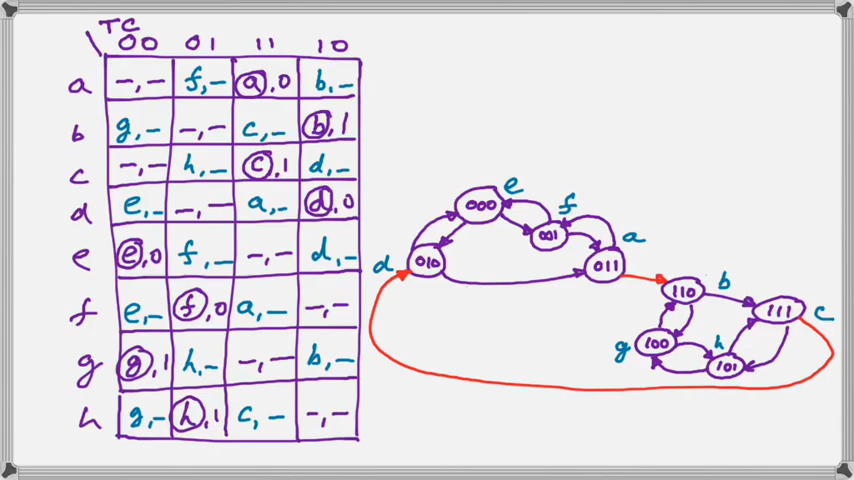 TC
00 01 11 10
a -,- f,- a,0 b,-
b g,- -,- c,- b,1
c -,- h,- c,1 d,-
d e,- -,- a,- d,0
e e,0 f,- -,- d,-
f e,- f,0 a,- -,-
g g,1 h,- -,- b,-
h g,- h,1 c,- -,-
e
000
f
001
a
d
010
011
b
110
111
c
g
100
h
101